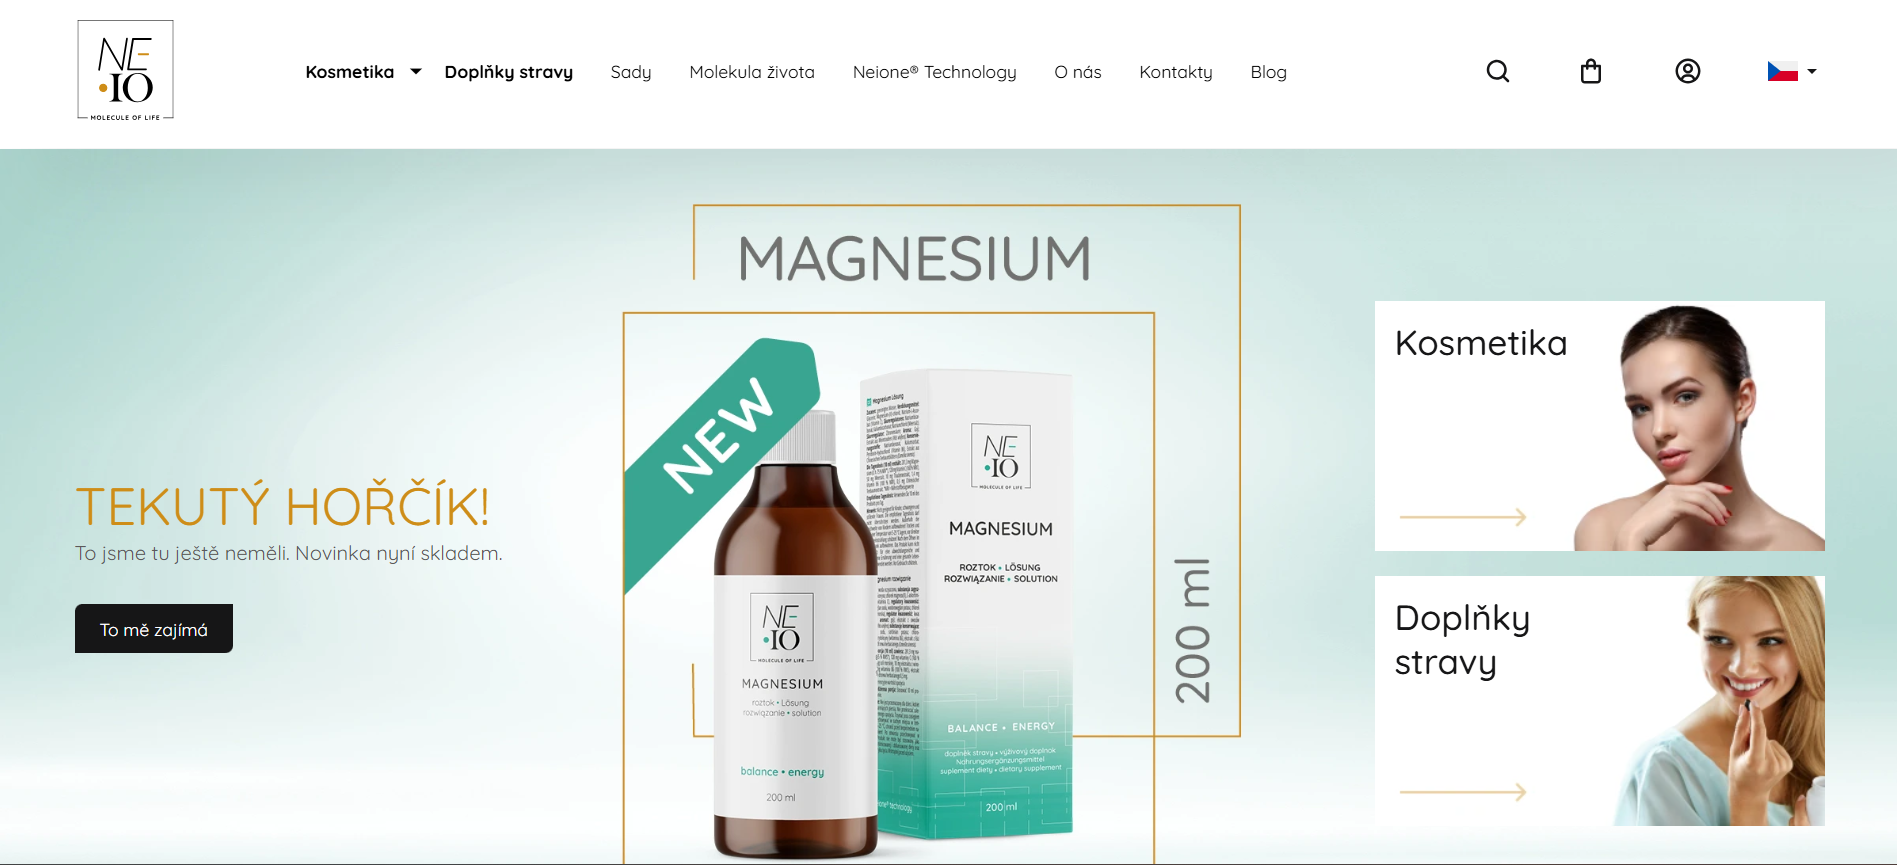 NE
IO
MOLECULE OF LIFE
Kosmetika
Doplňky stravy
Sady
Molekula života
Neione® Technology
O nás
Kontakty
Blog
MAGNESIUM
NEW
TEKUTÝ HOŘČÍK!
To jsme tu ještě neměli. Novinka nyní skladem.
To mě zajímá
NE
IO
MOLECULE OF LIFE
MAGNESIUM
roztok • Lösung
rozwiązanie • solution
balance • energy
200 ml
Magnesium Lösung
NE
IO
MOLECULE OF LIFE
MAGNESIUM
ROZTOK • LÖSUNG
ROZWIĄZANIE • SOLUTION
BALANCE • ENERGY
doplněk stravy • výživový doplnok
Nahrungsergänzungsmittel
suplement diety • dietary supplement
200 ml
200 ml
Kosmetika
Doplňky
stravy